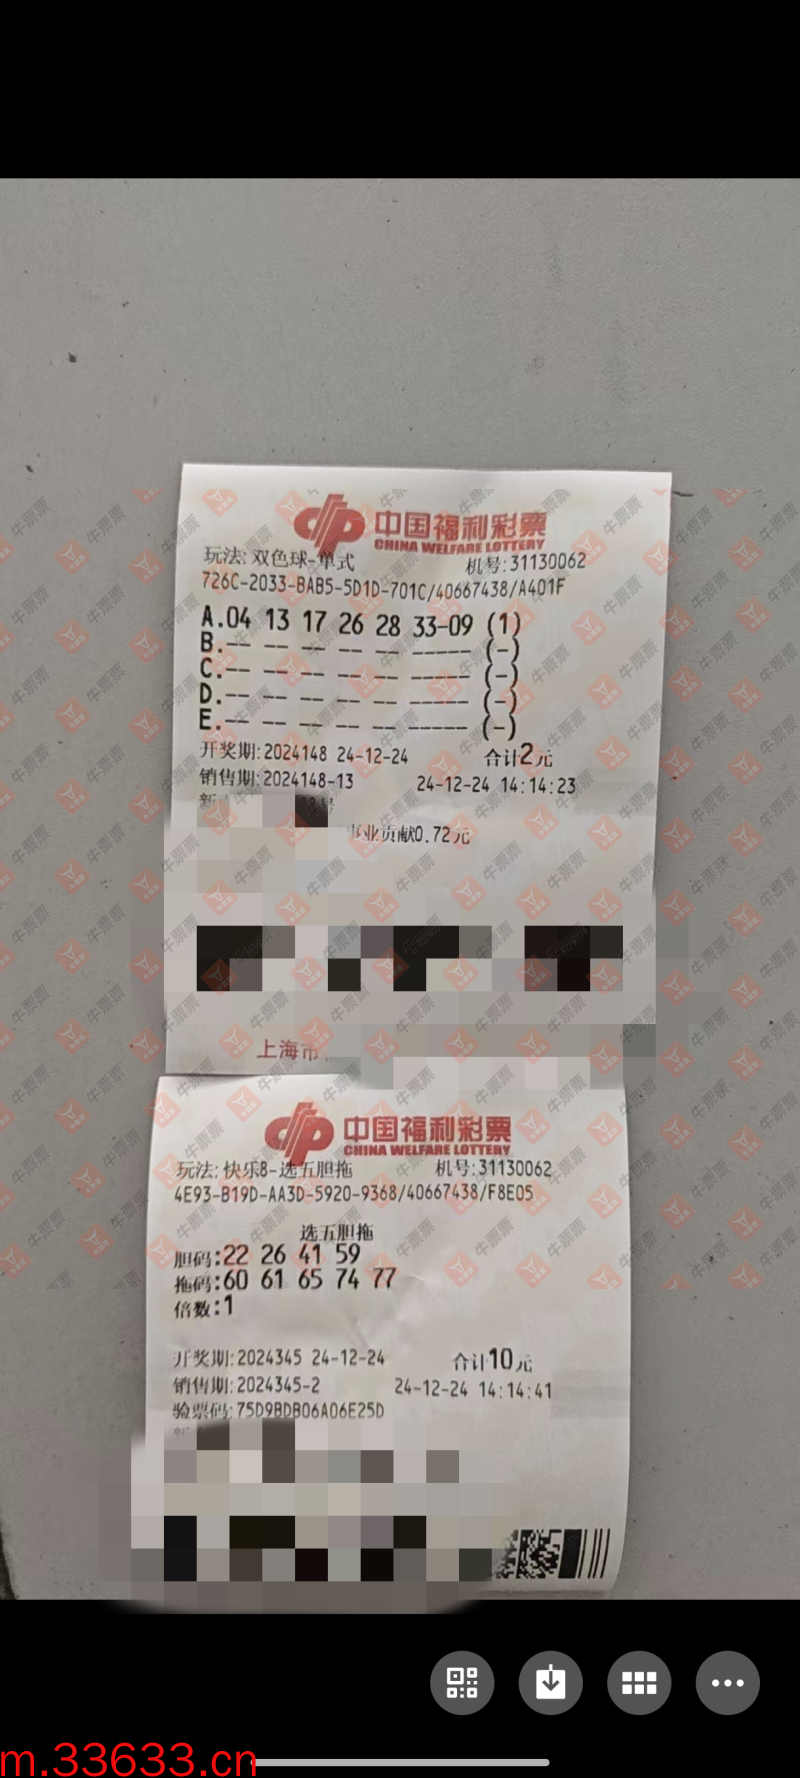 中国福利彩票
CHINA WELFARE LOTTERY
玩法:双色球-单式 机号:31130062
726C-2033-BAB5-5D1D-701C/40667438/A401F
A.04 13 17 26 28 33-09 (1)
B.-- -- -- -- -- ----- (-)
C.-- -- -- -- -- ----- (-)
D.-- -- -- -- -- ----- (-)
E.-- -- -- -- -- ----- (-)
开奖期:2024148 24-12-24 合计2元
销售期:2024148-13 24-12-24 14:14:23
新 号
事业贡献0.72元
上海市
中国福利彩票
CHINA WELFARE LOTTERY
玩法:快乐8-选五胆拖 机号:31130062
4E93-B19D-AA3D-5920-9368/40667438/F8E05
选五胆拖
胆码:22 26 41 59
拖码:60 61 65 74 77
倍数:1
开奖期:2024345 24-12-24 合计10元
销售期:2024345-2 24-12-24 14:14:41
验票码:75D9BDB06A06E25D
牛票票
m.33633.cn